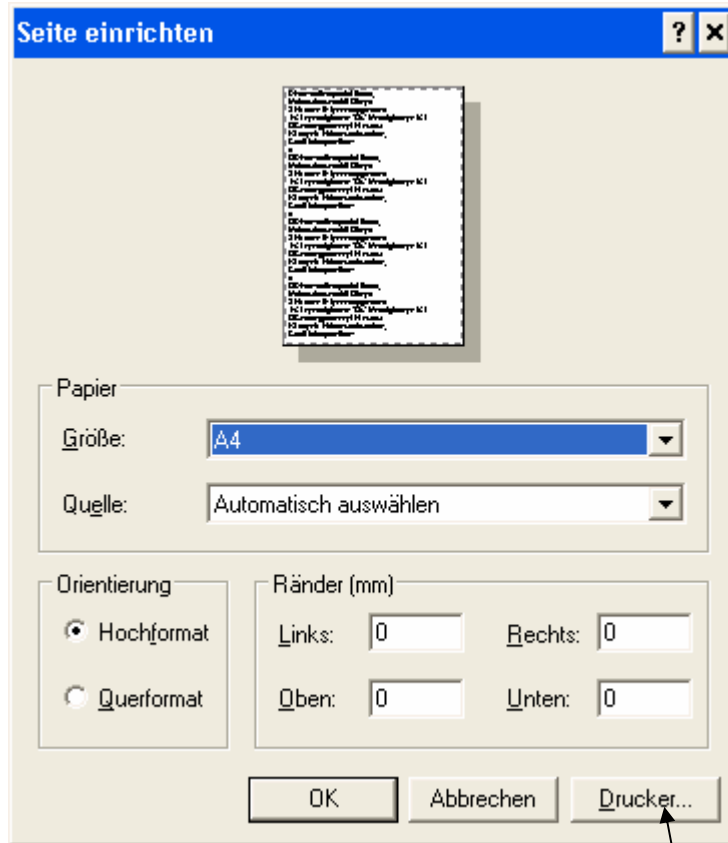 Seite einrichten
Papier
Größe: A4
Quelle: Automatisch auswählen
Orientierung
Hochformat
Querformat
Ränder (mm)
Links: 0 Rechts: 0
Oben: 0 Unten: 0
OK Abbrechen Drucker...